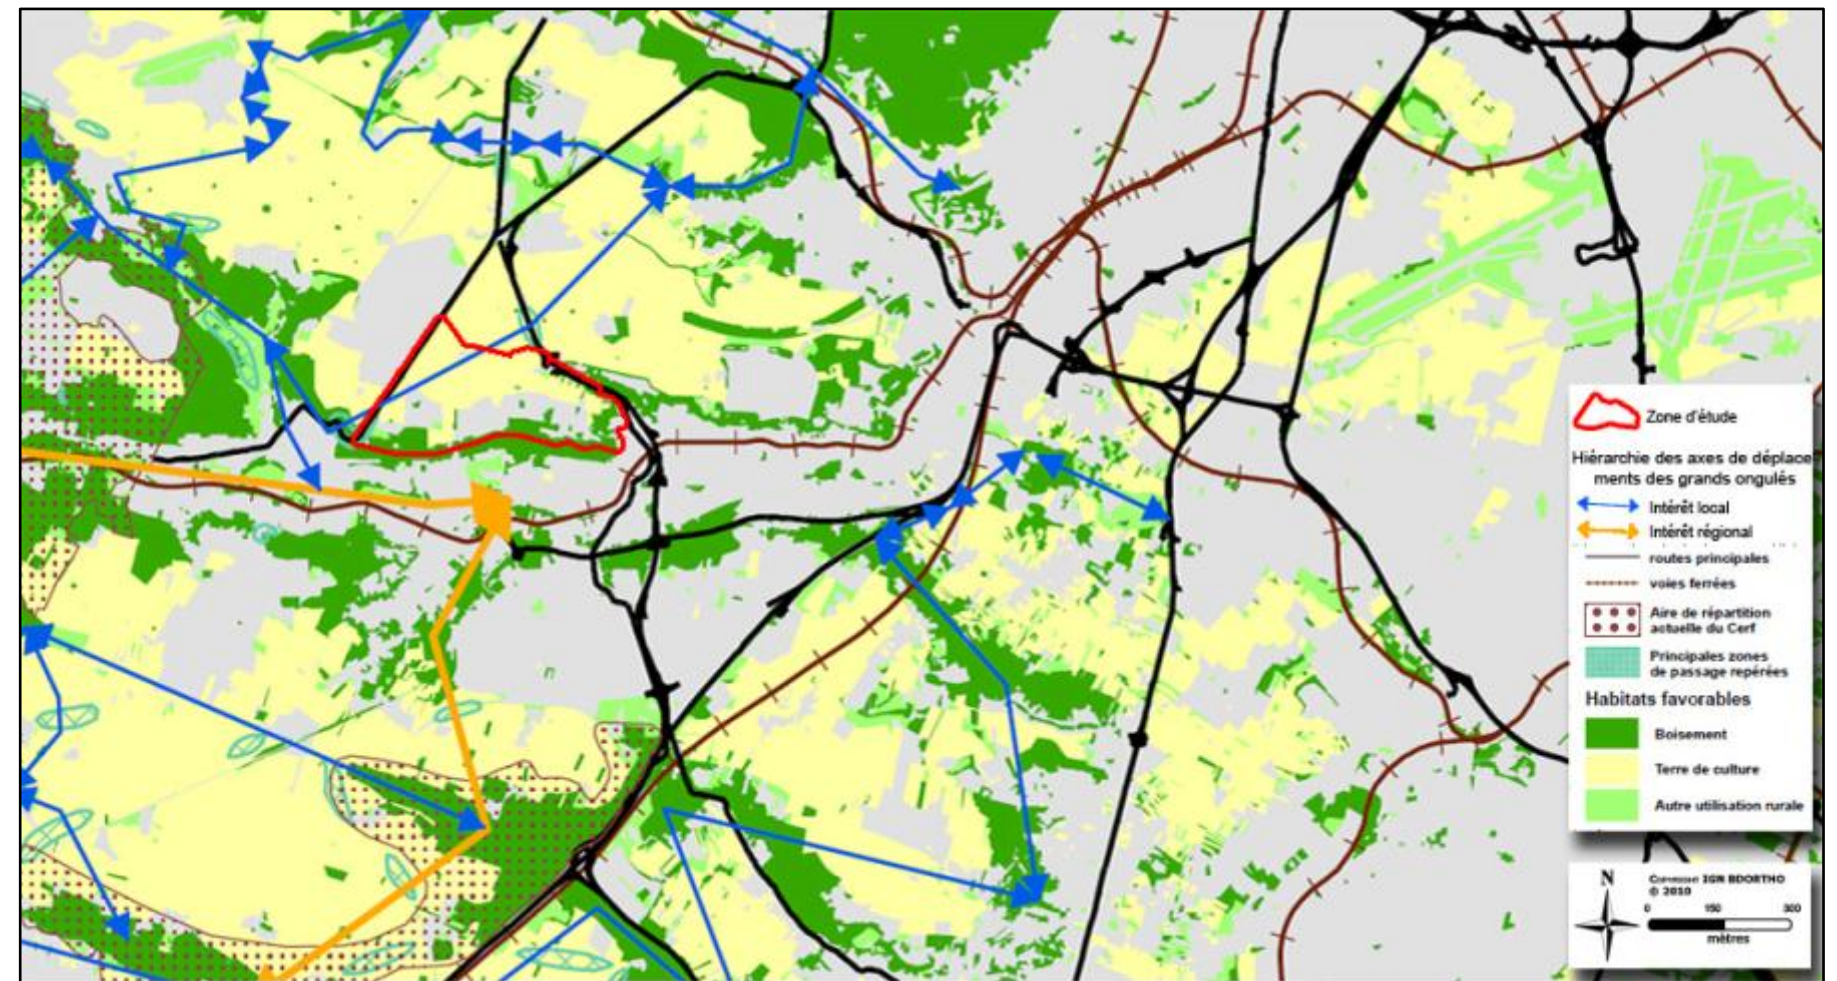 Zone d'étude
Hiérarchie des axes de déplace
ments des grands ongulés
Intérêt local
Intérêt régional
routes principales
voies ferrées
Aire de répartition
actuelle du Cerf
Principales zones
de passage repérées
Habitats favorables
Boisement
Terre de culture
Autre utilisation rurale
N
Copyright IGN BDORTHO
© 2010
0 150 300
mètres